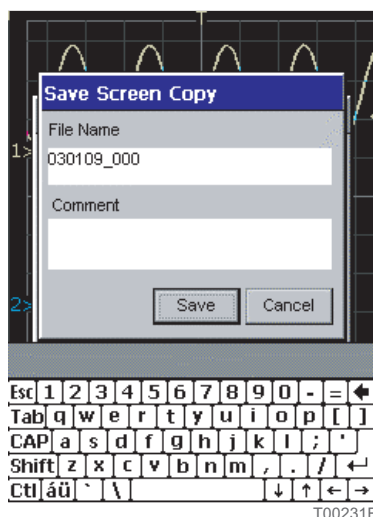 Save Screen Copy
File Name
1>
030109_000
Comment
2>
Save Cancel
Esc 1 2 3 4 5 6 7 8 9 0 - = ←
Tab q w e r t y u i o p [ ]
CAP a s d f g h j k l ; '
Shift z x c v b n m , . / ↵
Ctl áü ` \ ↓ ↑ ← →